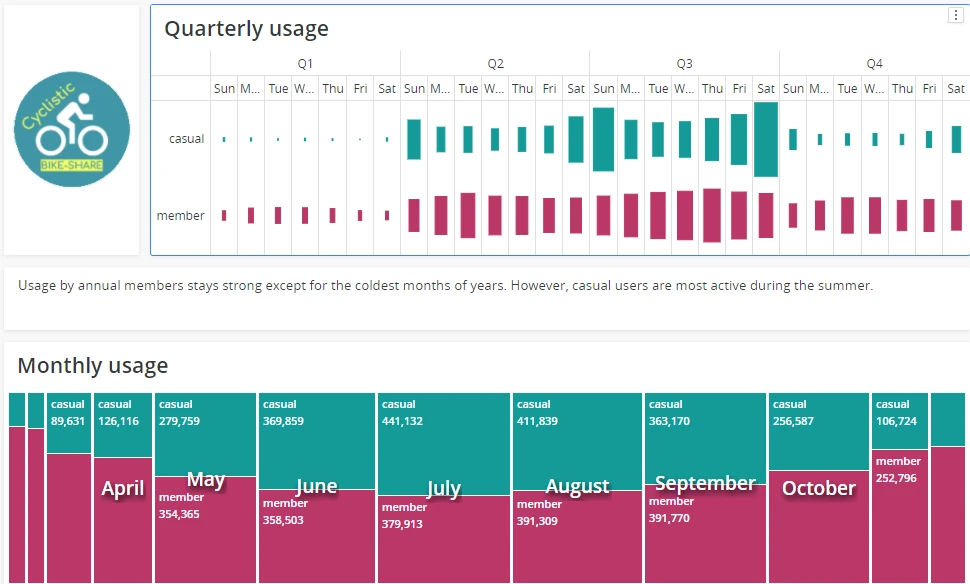 Cyclistic
BIKE-SHARE
Quarterly usage
Q1 Q2 Q3 Q4
Sun M... Tue W... Thu Fri Sat Sun M... Tue W... Thu Fri Sat Sun M... Tue W... Thu Fri Sat Sun M... Tue W... Thu Fri Sat
casual
member
Usage by annual members stays strong except for the coldest months of years. However, casual users are most active during the summer.
Monthly usage
casual casual casual casual casual casual casual casual casual
89,631 126,116 279,759 369,859 441,132 411,839 363,170 256,587 106,724
member
252,796
April May June July August September October
member member member member member
354,365 358,503 379,913 391,309 391,770